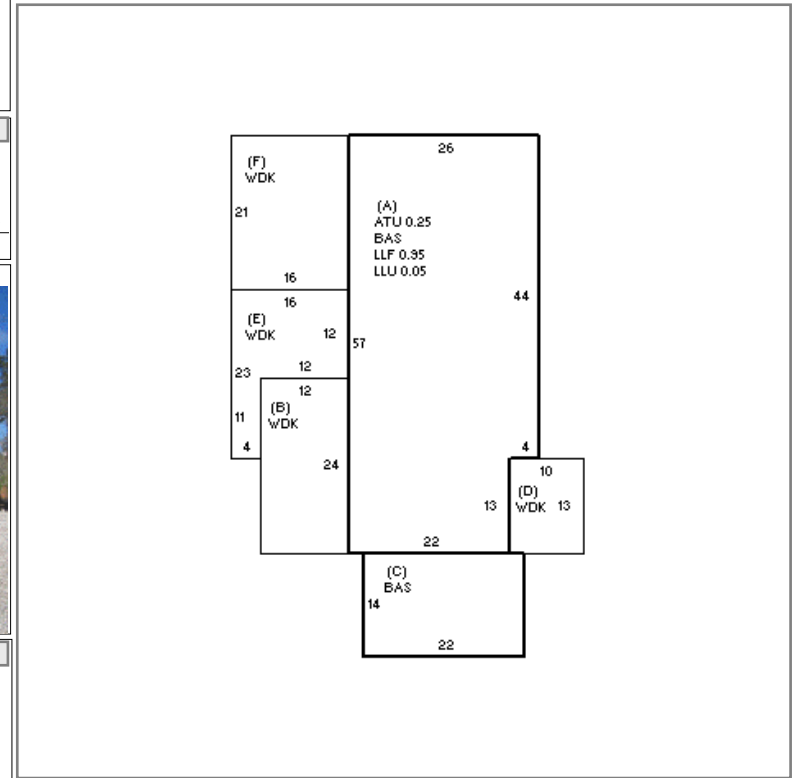 26
(F)
WDK
21
(A)
ATU 0.25
BAS
LLF 0.95
LLU 0.05
16
16
44
(E)
WDK
12
57
12
23
12
(B)
WDK
11
4
4
24
10
(D)
WDK
13
13
22
(C)
BAS
14
22